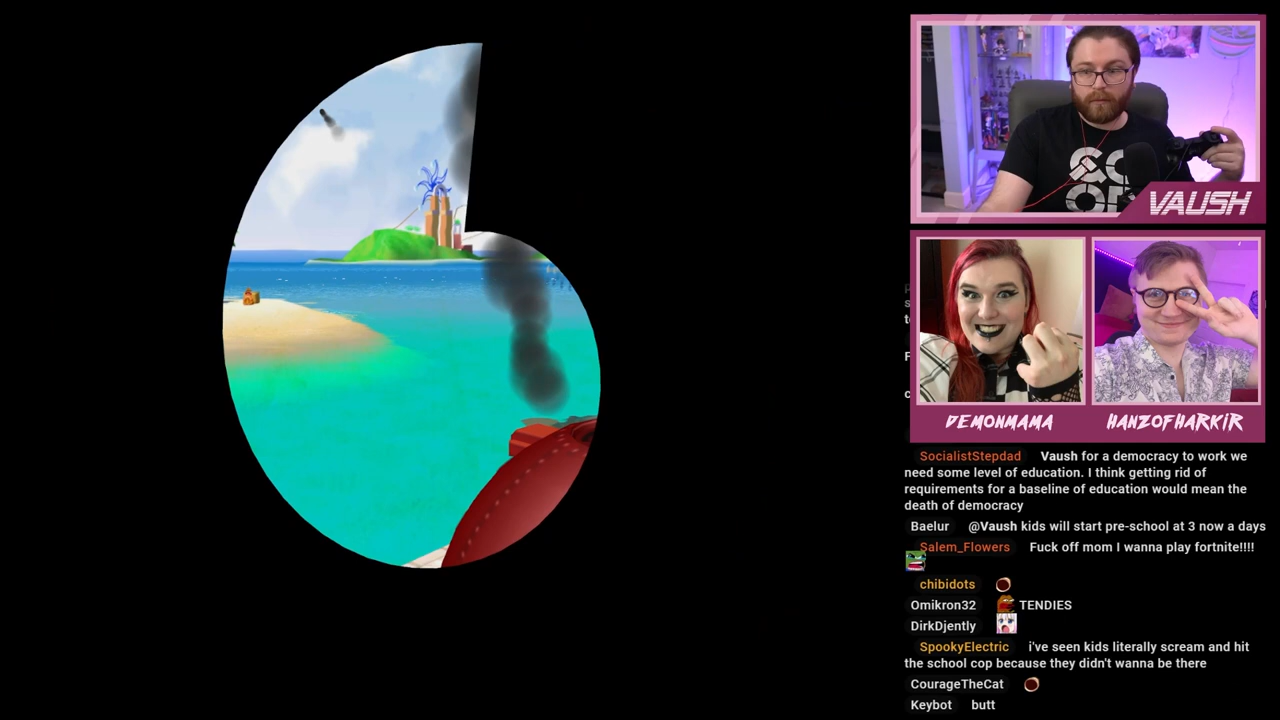 SC
OR
VAUSH
DEMONMAMA
HANZOFHARKIR
SocialistStepdad Vaush for a democracy to work we
need some level of education. I think getting rid of
requirements for a baseline of education would mean the
death of democracy
Baelur @Vaush kids will start pre-school at 3 now a days
Salem_Flowers Fuck off mom I wanna play fortnite!!!!
chibidots
Omikron32 TENDIES
DirkDjently
SpookyElectric i've seen kids literally scream and hit
the school cop because they didn't wanna be there
CourageTheCat
Keybot butt